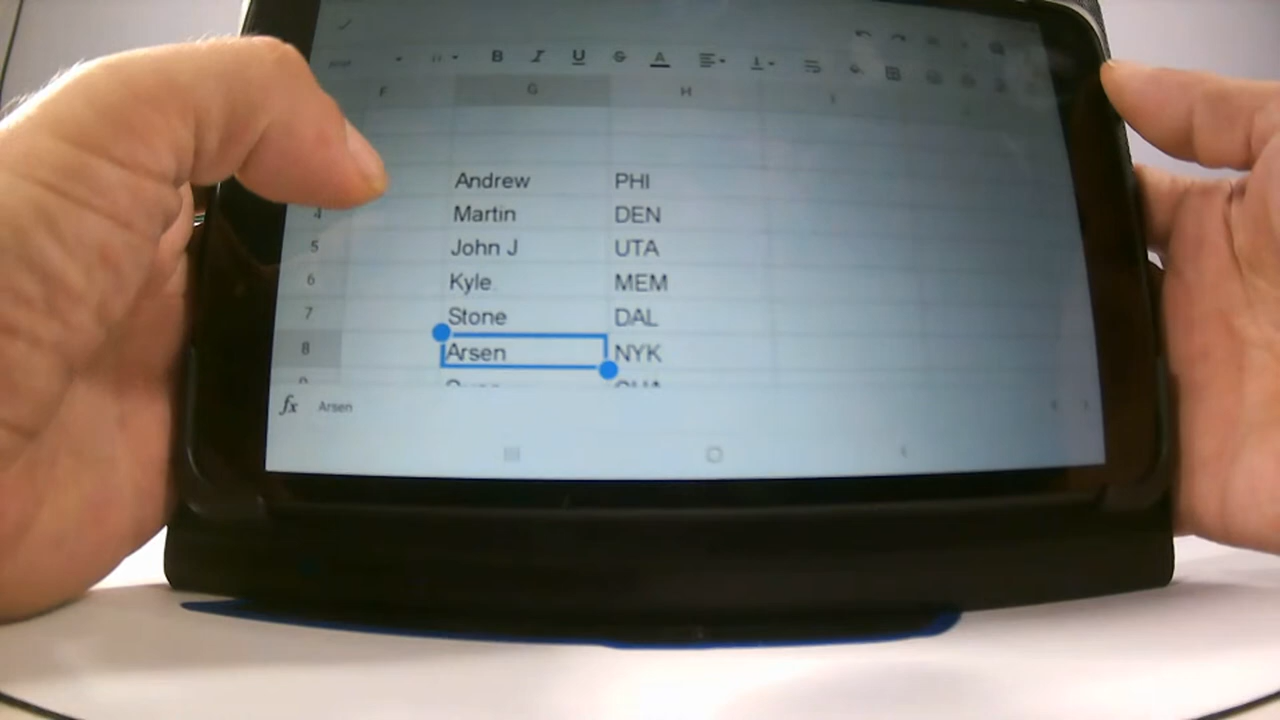 B I U S A
F G H I
Andrew PHI
4 Martin DEN
5 John J UTA
6 Kyle MEM
7 Stone DAL
8 Arsen NYK
fx Arsen